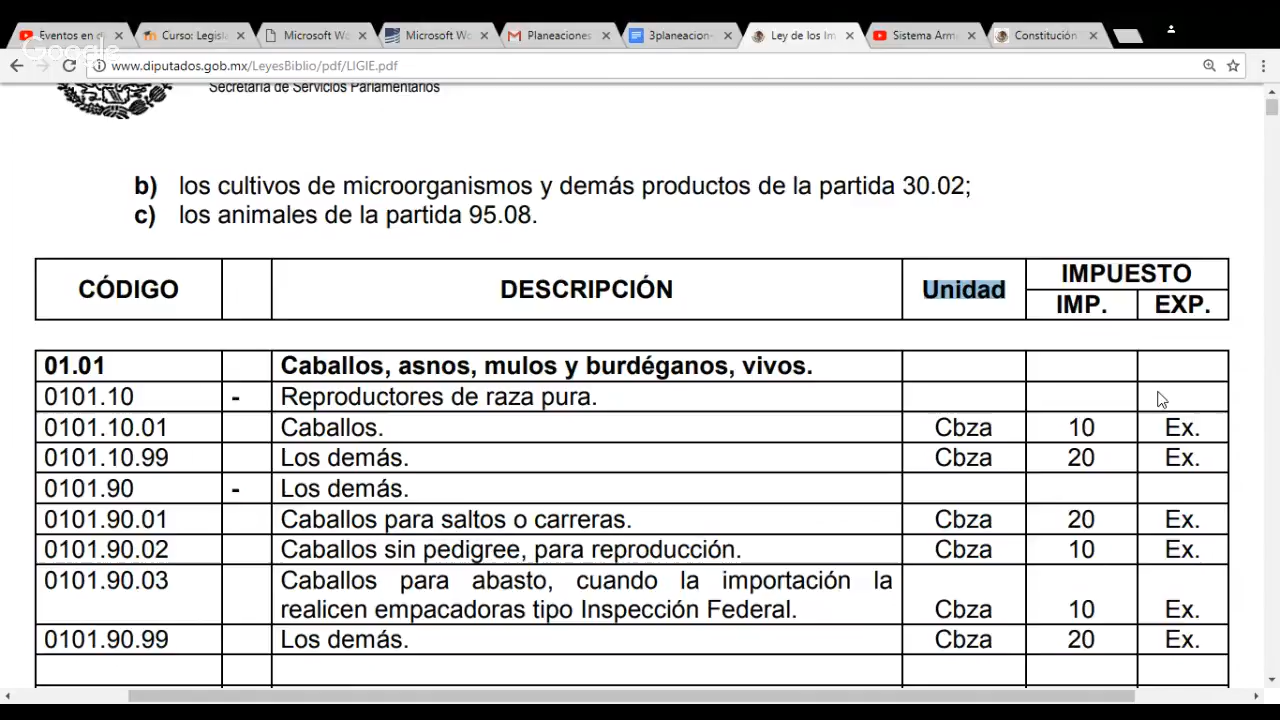 Eventos en d
Curso: Legisl
Microsoft Wo
Microsoft Wo
Planeaciones
3planeacion-
Ley de los Im
Sistema Arm
Constitución
Google
www.diputados.gob.mx/LeyesBiblio/pdf/LIGIE.pdf
Secretaría de Servicios Parlamentarios
b) los cultivos de microorganismos y demás productos de la partida 30.02;
c) los animales de la partida 95.08.
CÓDIGO DESCRIPCIÓN Unidad IMPUESTO
IMP. EXP.
01.01 Caballos, asnos, mulos y burdéganos, vivos.
0101.10 - Reproductores de raza pura.
0101.10.01 Caballos. Cbza 10 Ex.
0101.10.99 Los demás. Cbza 20 Ex.
0101.90 - Los demás.
0101.90.01 Caballos para saltos o carreras. Cbza 20 Ex.
0101.90.02 Caballos sin pedigree, para reproducción. Cbza 10 Ex.
0101.90.03 Caballos para abasto, cuando la importación la
realicen empacadoras tipo Inspección Federal. Cbza 10 Ex.
0101.90.99 Los demás. Cbza 20 Ex.